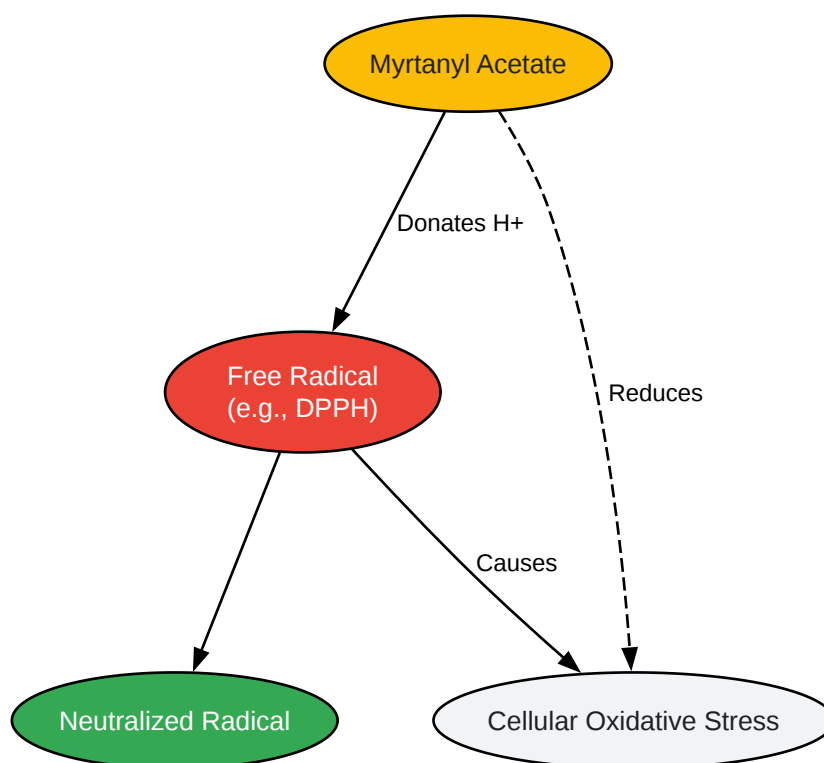 Myrtanyl Acetate
Donates H+
Free Radical
(e.g., DPPH)
Reduces
Causes
Neutralized Radical
Cellular Oxidative Stress